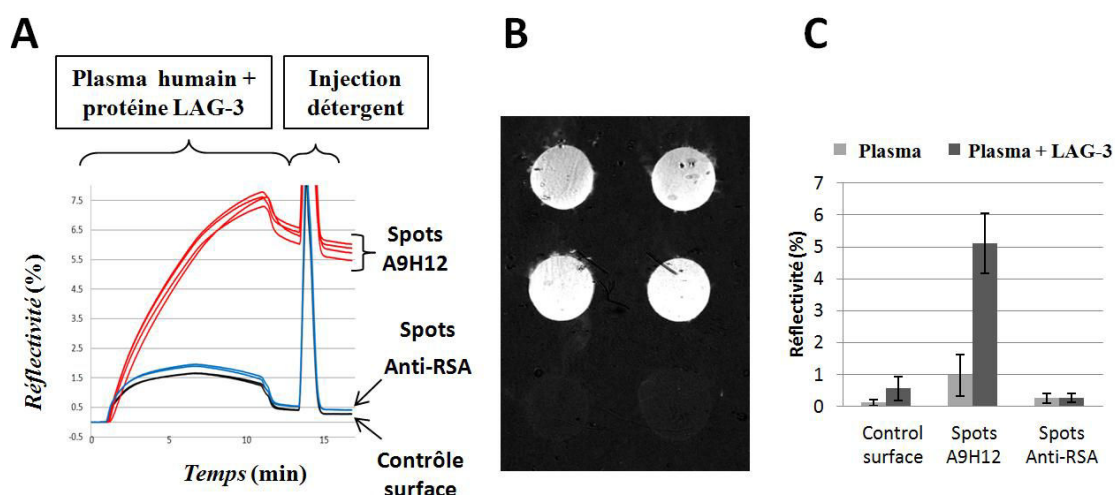 A
Plasma humain +
protéine LAG-3
Injection
détergent
7.5
6.5
5.5
4.5
3.5
2.5
1.5
0.5
-0.5
0
5
10
15
Réflectivité (%)
Temps (min)
Spots
A9H12
Spots
Anti-RSA
Contrôle
surface
B
C
Plasma
Plasma + LAG-3
7
6
5
4
3
2
1
0
Réflectivité (%)
Control
surface
Spots
A9H12
Spots
Anti-RSA